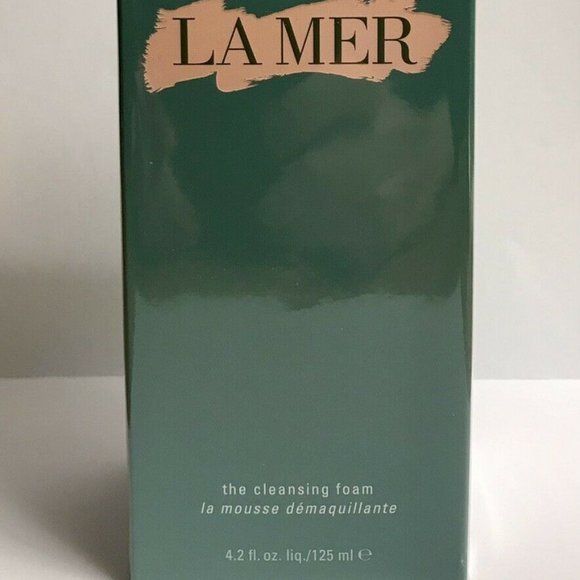 LA MER
the cleansing foam
la mousse démaquillante
4.2 fl. oz. liq./125 ml ℮